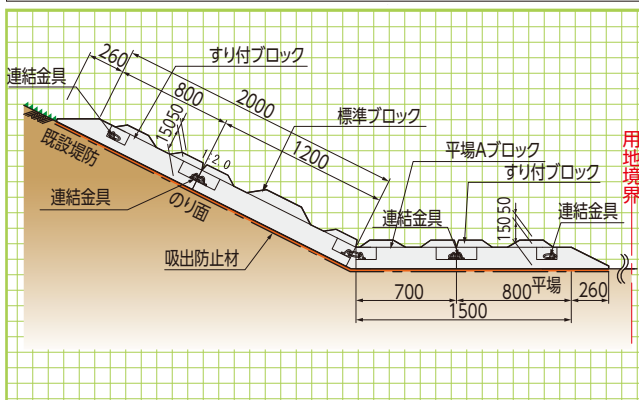 260
すり付ブロック
連結金具
800
2000
15050
標準ブロック
1200
1:2.0
平場Aブロック
すり付ブロック
用地境界
既設堤防
連結金具
のり面
連結金具
連結金具
15050
吸出防止材
700
800
平場
260
1500